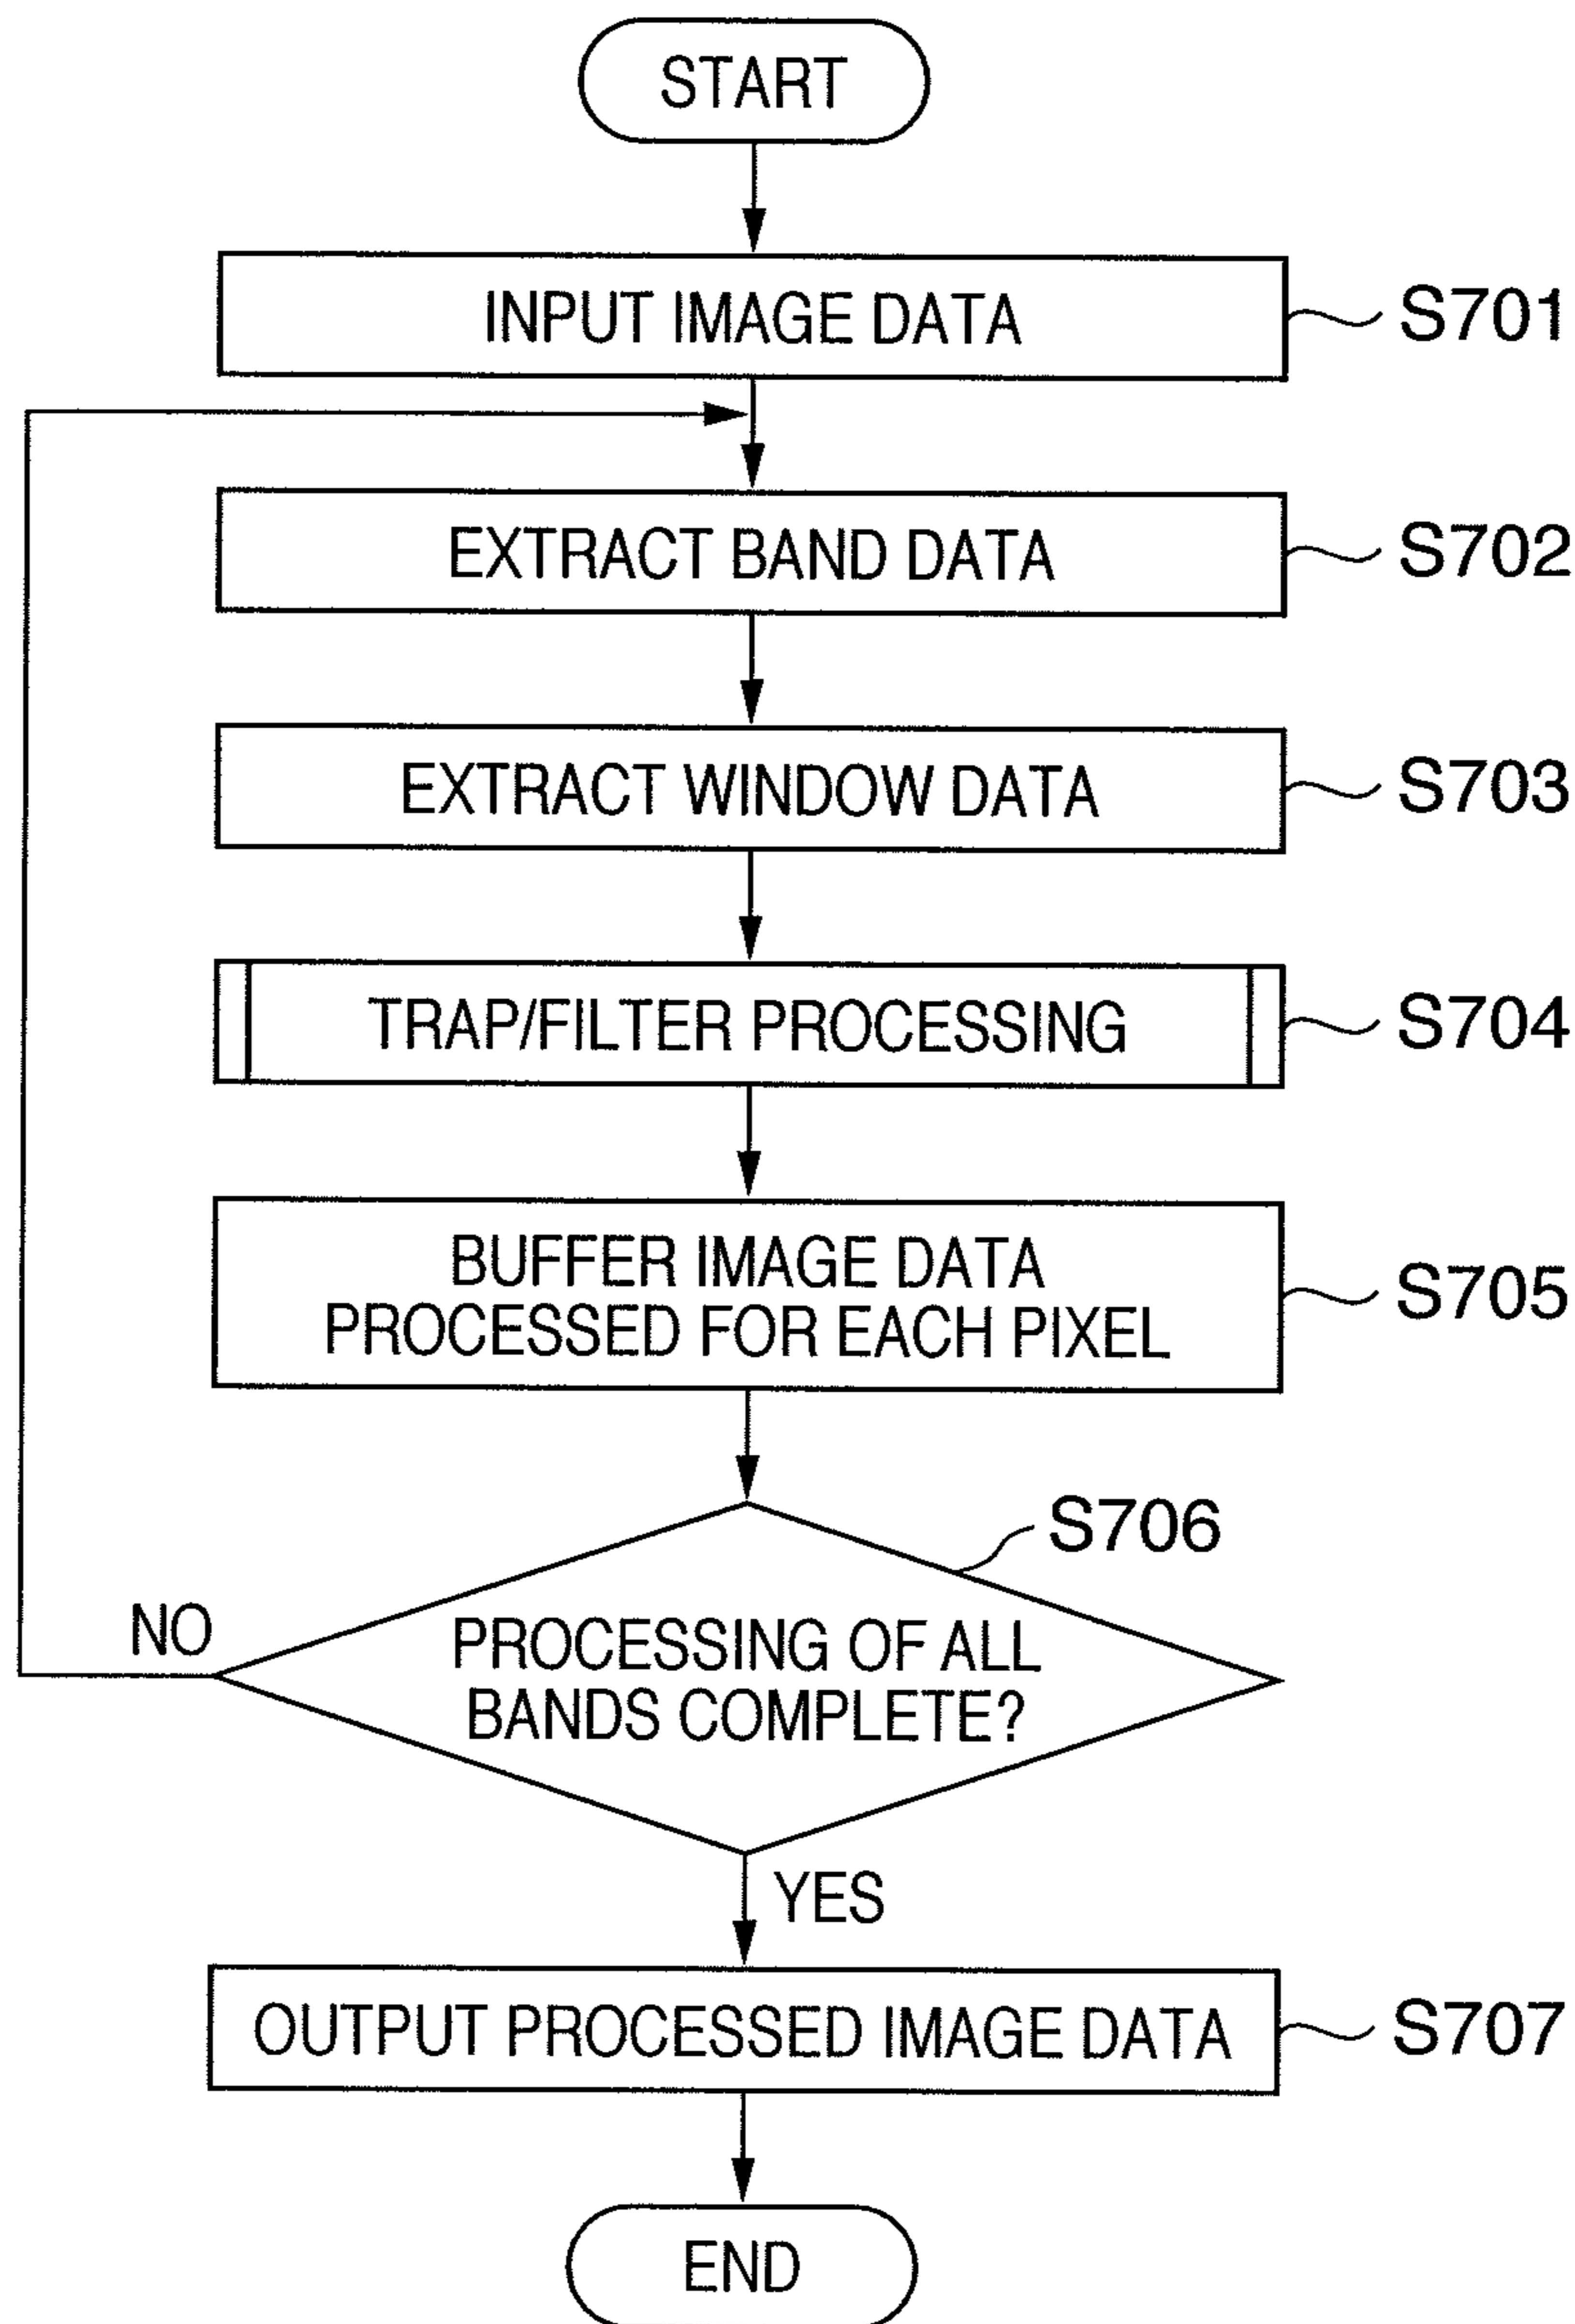 START
INPUT IMAGE DATA
S701
EXTRACT BAND DATA
S702
EXTRACT WINDOW DATA
S703
TRAP/FILTER PROCESSING
S704
BUFFER IMAGE DATA
PROCESSED FOR EACH PIXEL
S705
S706
NO
PROCESSING OF ALL
BANDS COMPLETE?
YES
OUTPUT PROCESSED IMAGE DATA
S707
END